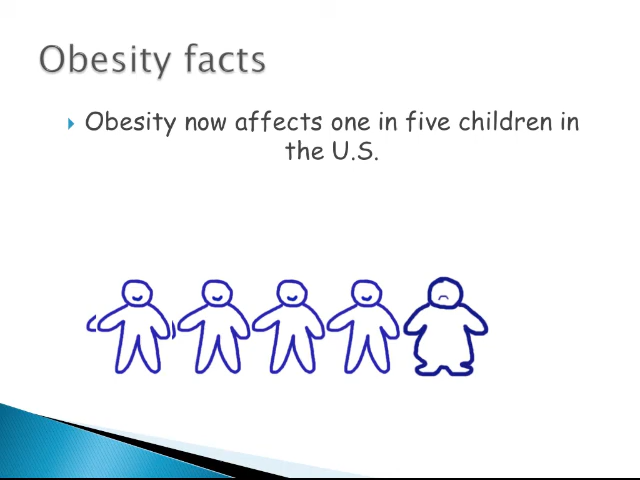 Obesity facts
Obesity now affects one in five children in
the U.S.